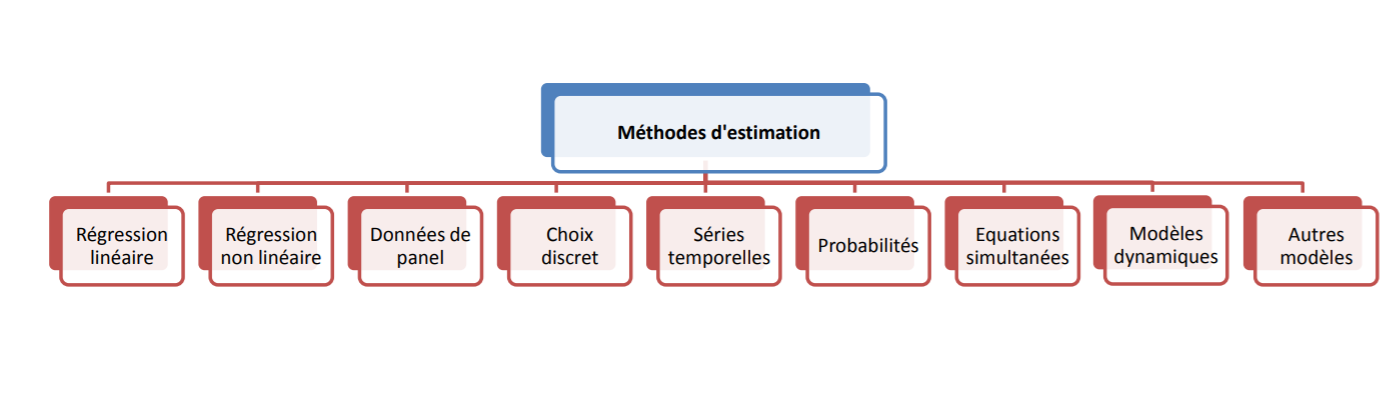 Méthodes d'estimation
Régression
linéaire
Régression
non linéaire
Données de
panel
Choix
discret
Séries
temporelles
Probabilités
Equations
simultanées
Modèles
dynamiques
Autres
modèles